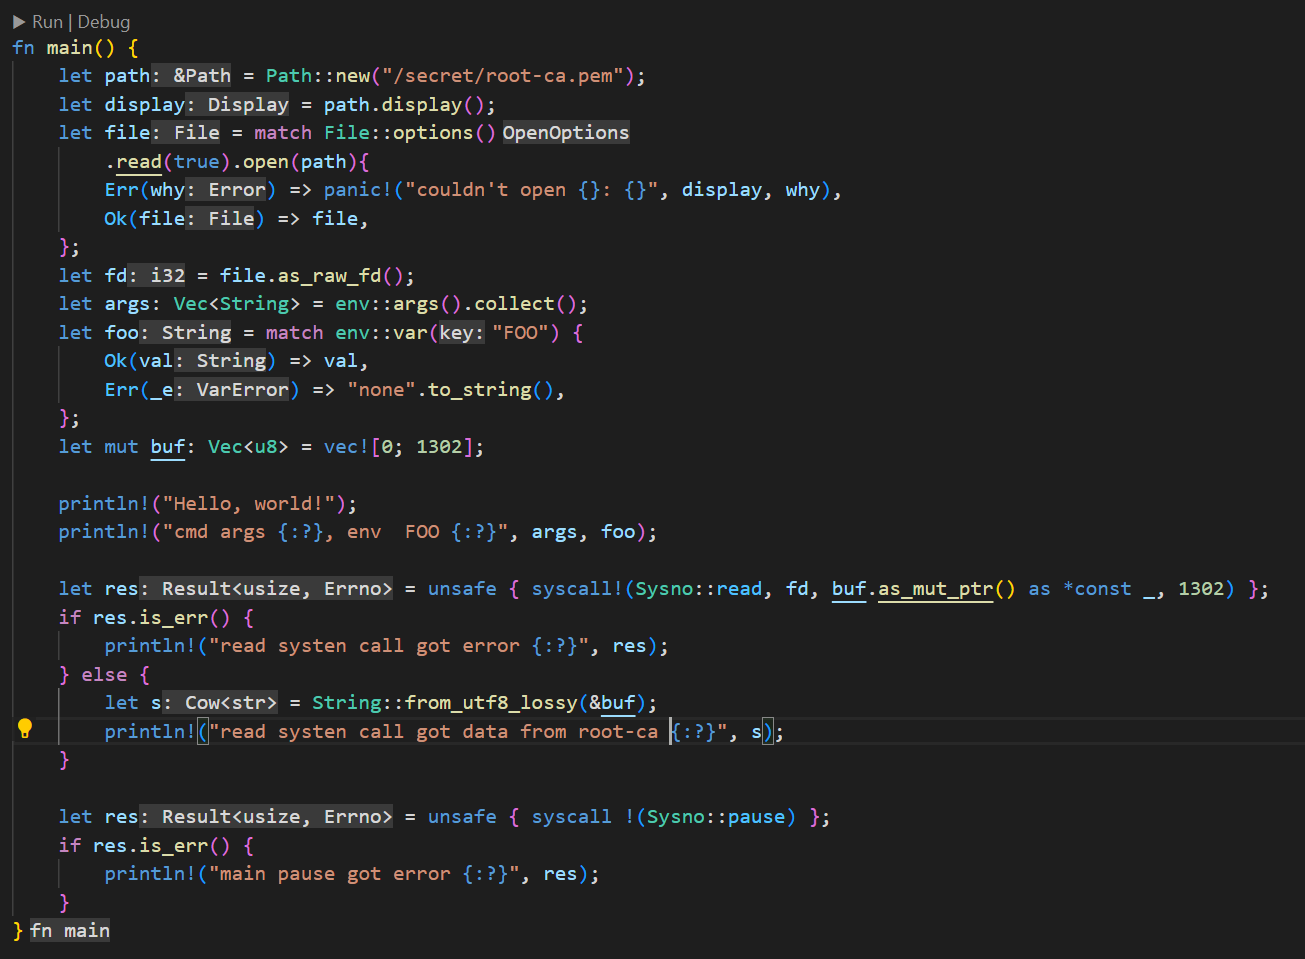 ▶ Run | Debug
fn main() {
    let path: &Path = Path::new("/secret/root-ca.pem");
    let display: Display = path.display();
    let file: File = match File::options() OpenOptions
        .read(true).open(path){
        Err(why: Error) => panic!("couldn't open {}: {}", display, why),
        Ok(file: File) => file,
    };
    let fd: i32 = file.as_raw_fd();
    let args: Vec<String> = env::args().collect();
    let foo: String = match env::var(key: "FOO") {
        Ok(val: String) => val,
        Err(_e: VarError) => "none".to_string(),
    };
    let mut buf: Vec<u8> = vec![0; 1302];

    println!("Hello, world!");
    println!("cmd args {:?}, env  FOO {:?}", args, foo);

    let res: Result<usize, Errno> = unsafe { syscall!(Sysno::read, fd, buf.as_mut_ptr() as *const _, 1302) };
    if res.is_err() {
        println!("read systen call got error {:?}", res);
    } else {
        let s: Cow<str> = String::from_utf8_lossy(&buf);
        println!("read systen call got data from root-ca {:?}", s);
    }

    let res: Result<usize, Errno> = unsafe { syscall !(Sysno::pause) };
    if res.is_err() {
        println!("main pause got error {:?}", res);
    }
} fn main